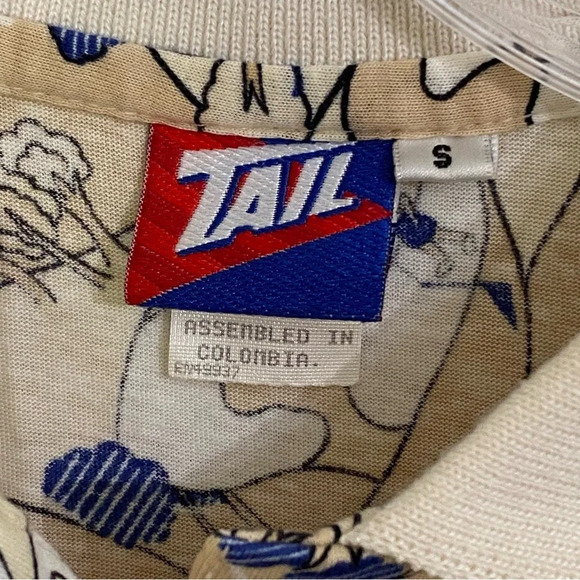 TAIL
S
ASSEMBLED IN
COLOMBIA.
RN49937